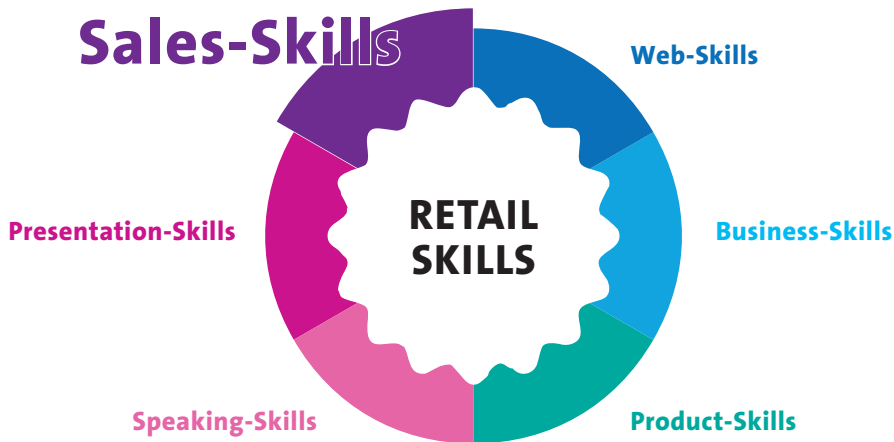 Sales-Skills
Web-Skills
Presentation-Skills
RETAIL
SKILLS
Business-Skills
Speaking-Skills
Product-Skills